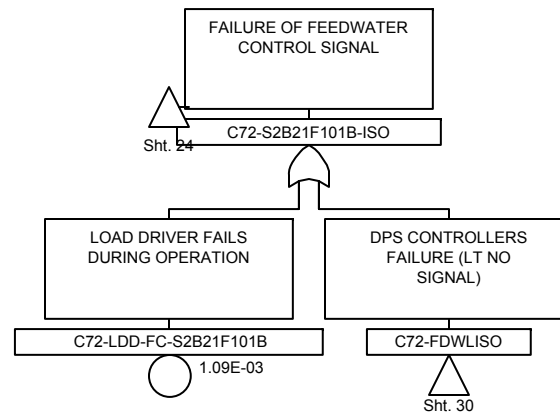 FAILURE OF FEEDWATER
CONTROL SIGNAL
C72-S2B21F101B-ISO
Sht. 24
LOAD DRIVER FAILS
DURING OPERATION
DPS CONTROLLERS
FAILURE (LT NO
SIGNAL)
C72-LDD-FC-S2B21F101B
C72-FDWLISO
1.09E-03
Sht. 30